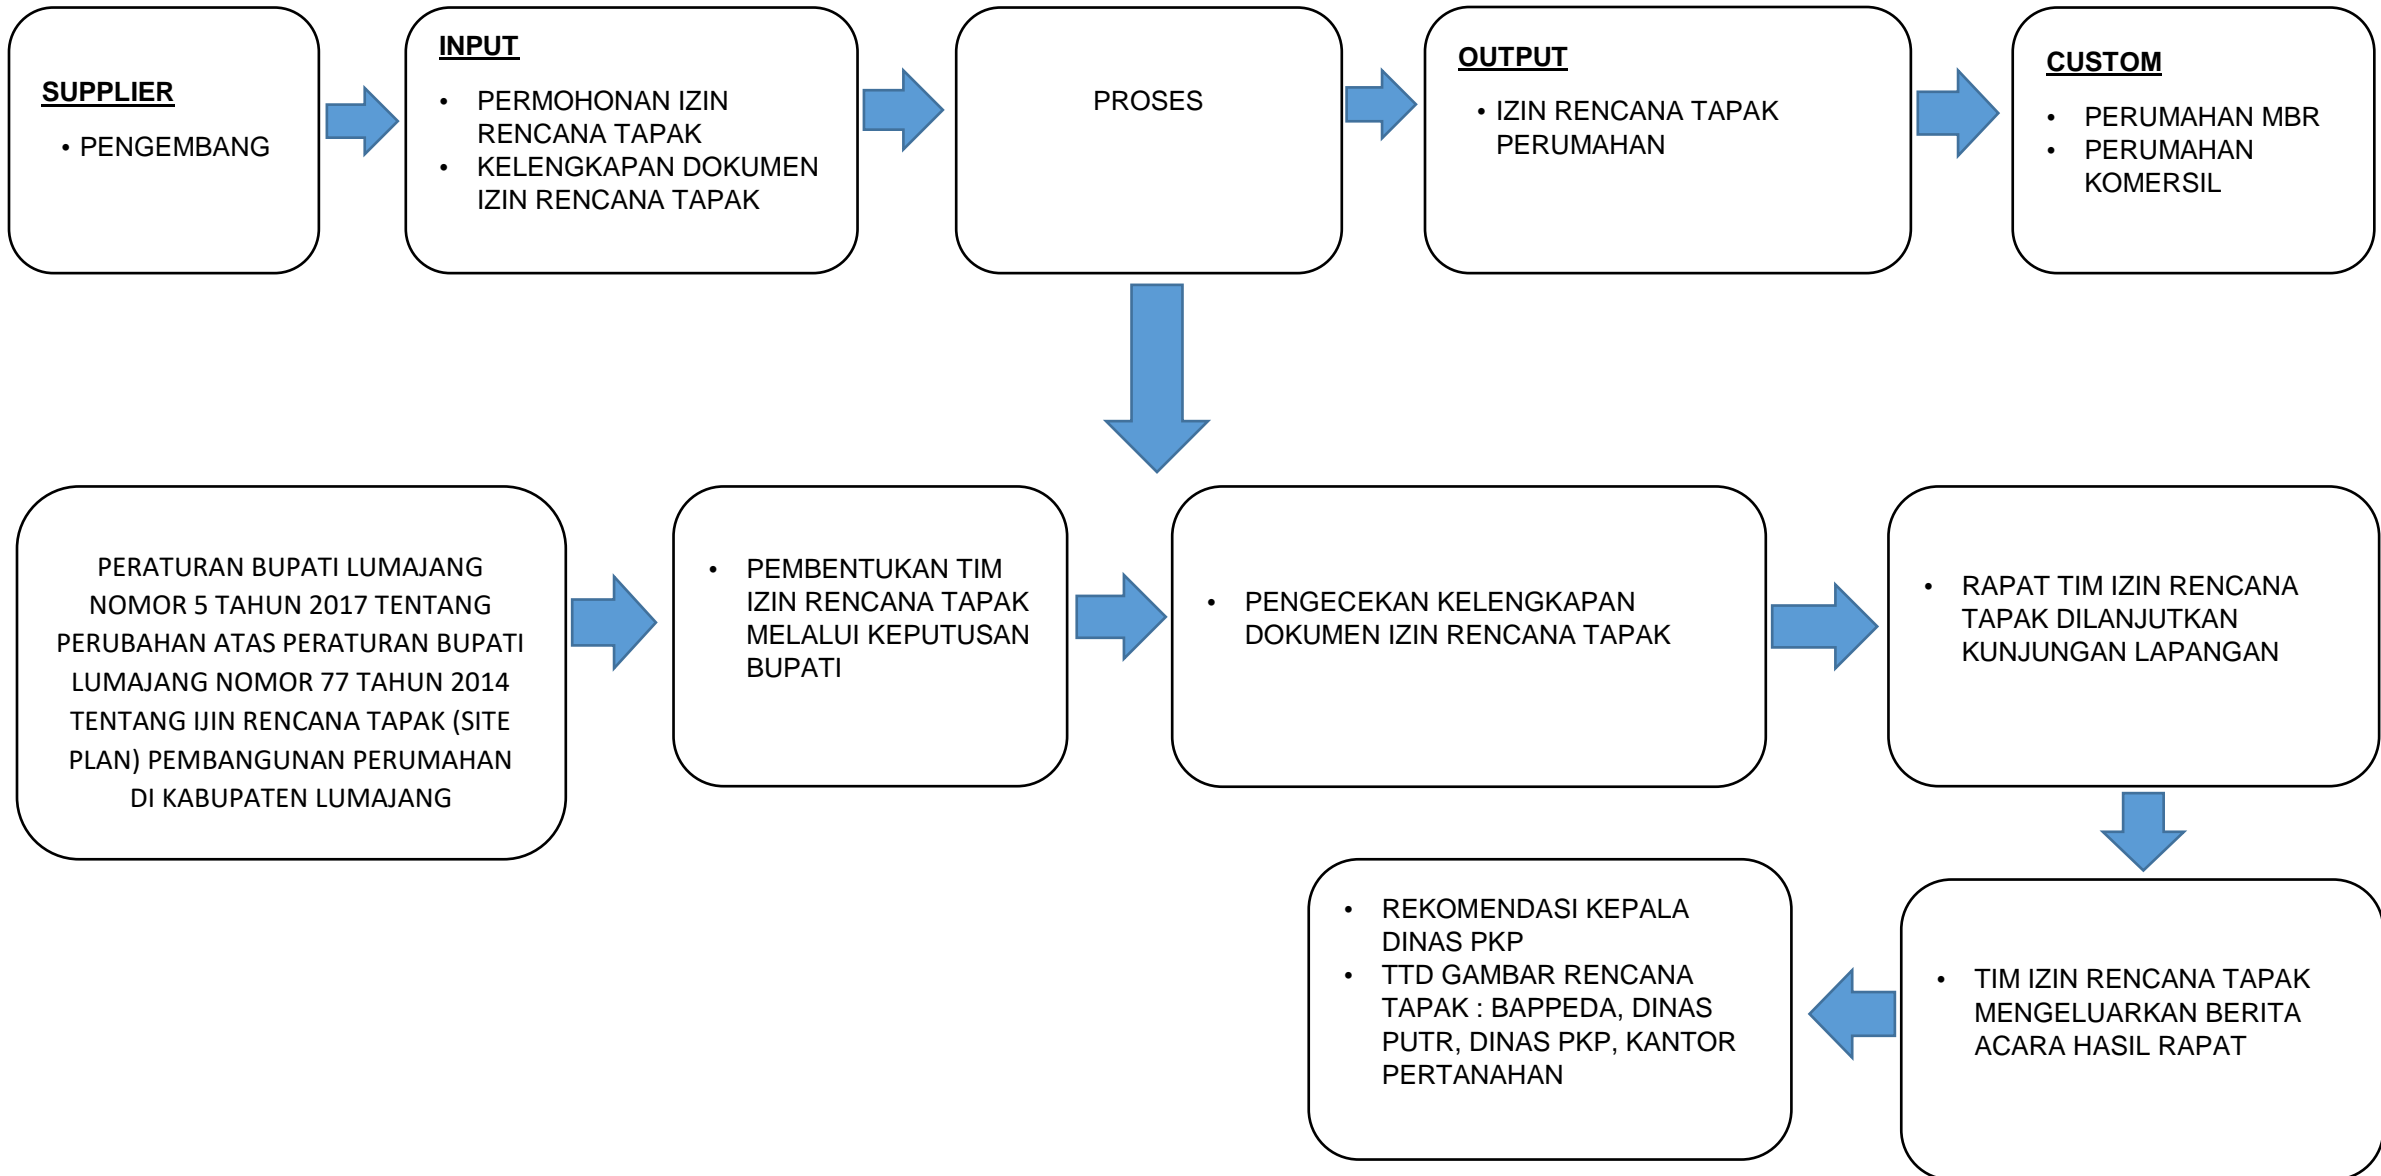 SUPPLIER
• PENGEMBANG
INPUT
• PERMOHONAN IZIN
RENCANA TAPAK
• KELENGKAPAN DOKUMEN
IZIN RENCANA TAPAK
PROSES
OUTPUT
• IZIN RENCANA TAPAK
PERUMAHAN
CUSTOM
• PERUMAHAN MBR
• PERUMAHAN
KOMERSIL
PERATURAN BUPATI LUMAJANG
NOMOR 5 TAHUN 2017 TENTANG
PERUBAHAN ATAS PERATURAN BUPATI
LUMAJANG NOMOR 77 TAHUN 2014
TENTANG IJIN RENCANA TAPAK (SITE
PLAN) PEMBANGUNAN PERUMAHAN
DI KABUPATEN LUMAJANG
• PEMBENTUKAN TIM
IZIN RENCANA TAPAK
MELALUI KEPUTUSAN
BUPATI
• PENGECEKAN KELENGKAPAN
DOKUMEN IZIN RENCANA TAPAK
• RAPAT TIM IZIN RENCANA
TAPAK DILANJUTKAN
KUNJUNGAN LAPANGAN
• TIM IZIN RENCANA TAPAK
MENGELUARKAN BERITA
ACARA HASIL RAPAT
• REKOMENDASI KEPALA
DINAS PKP
• TTD GAMBAR RENCANA
TAPAK : BAPPEDA, DINAS
PUTR, DINAS PKP, KANTOR
PERTANAHAN